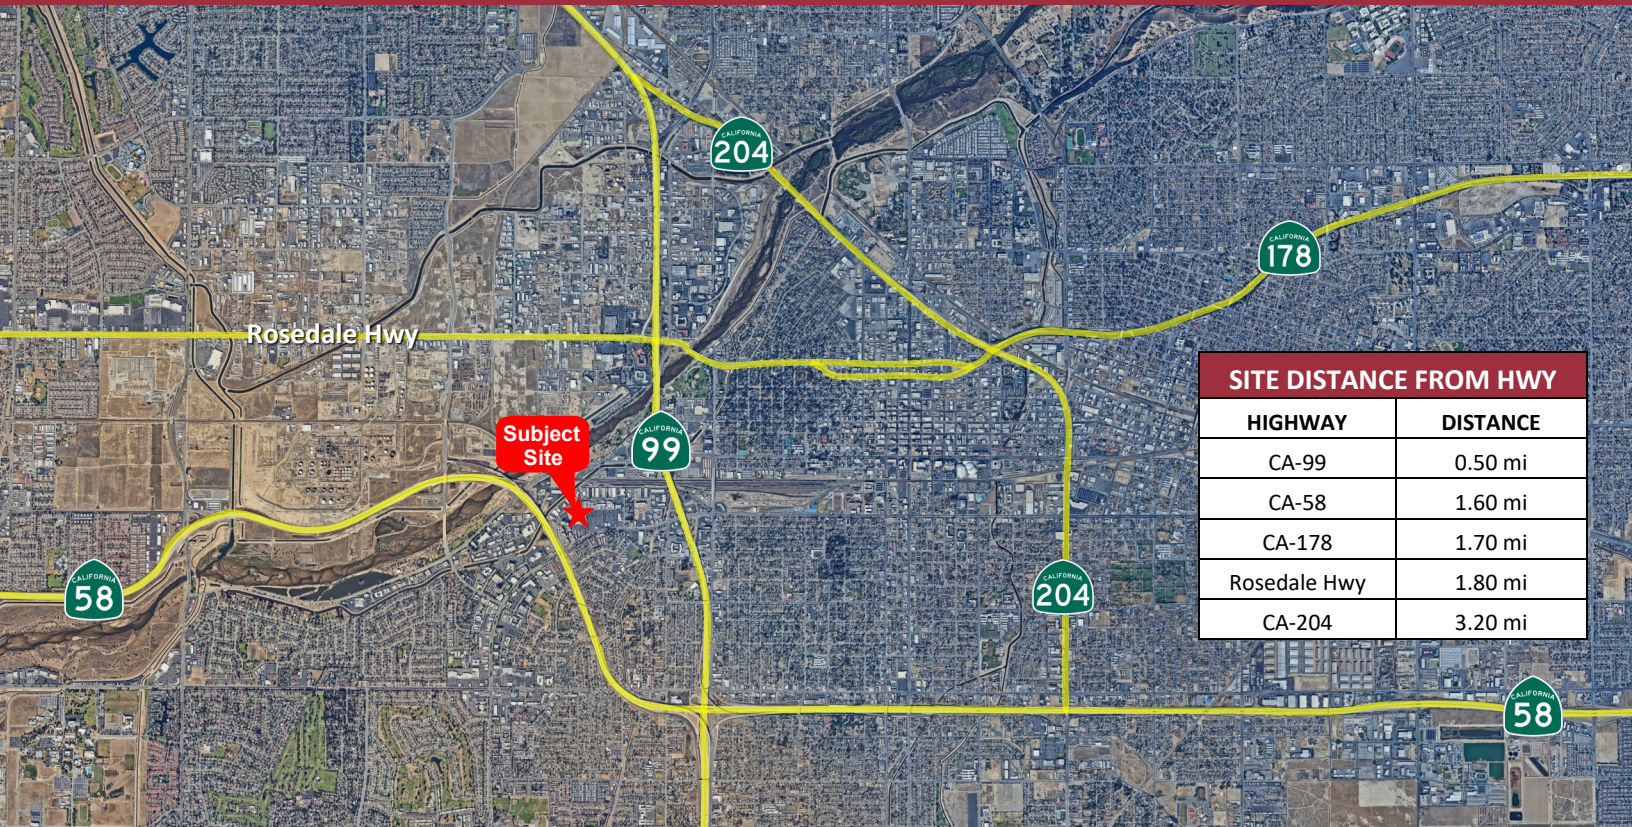 CALIFORNIA
204
CALIFORNIA
178
Rosedale Hwy
Subject
Site
CALIFORNIA
99
CALIFORNIA
58
CALIFORNIA
204
CALIFORNIA
58
SITE DISTANCE FROM HWY
HIGHWAY DISTANCE
CA-99 0.50 mi
CA-58 1.60 mi
CA-178 1.70 mi
Rosedale Hwy 1.80 mi
CA-204 3.20 mi